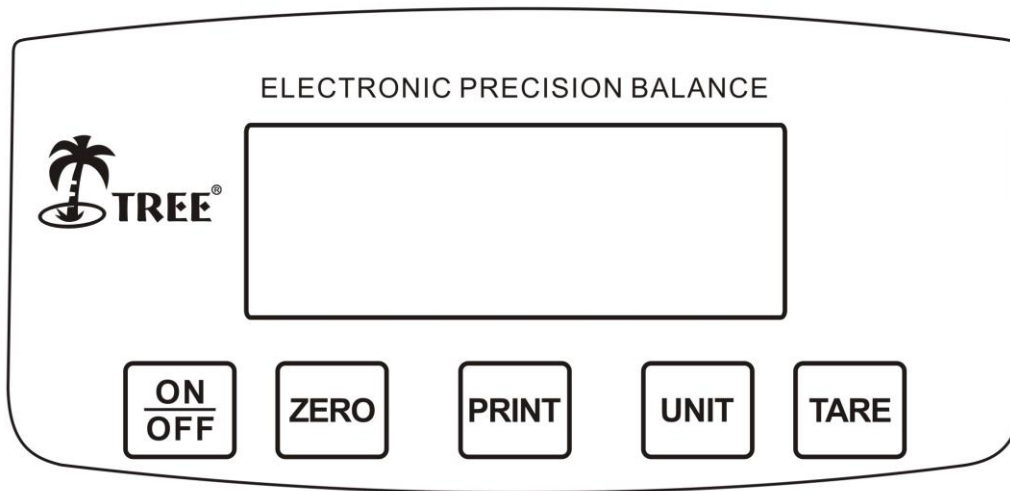 ELECTRONIC PRECISION BALANCE
TREE®
ON
OFF
ZERO
PRINT
UNIT
TARE